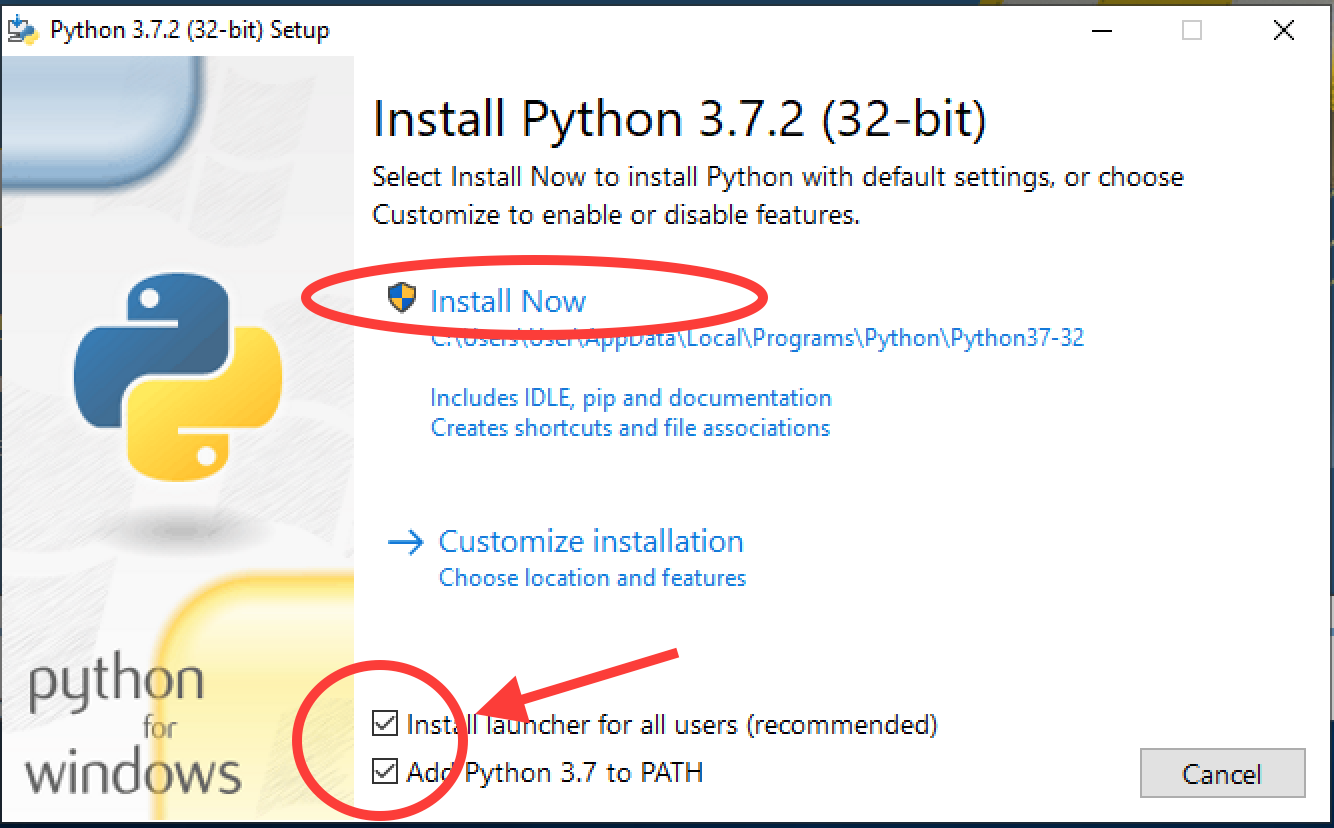 Python 3.7.2 (32-bit) Setup
Install Python 3.7.2 (32-bit)
Select Install Now to install Python with default settings, or choose
Customize to enable or disable features.
Install Now
C:\Users\User\AppData\Local\Programs\Python\Python37-32
Includes IDLE, pip and documentation
Creates shortcuts and file associations
Customize installation
Choose location and features
python
for
windows
Install launcher for all users (recommended)
Add Python 3.7 to PATH
Cancel